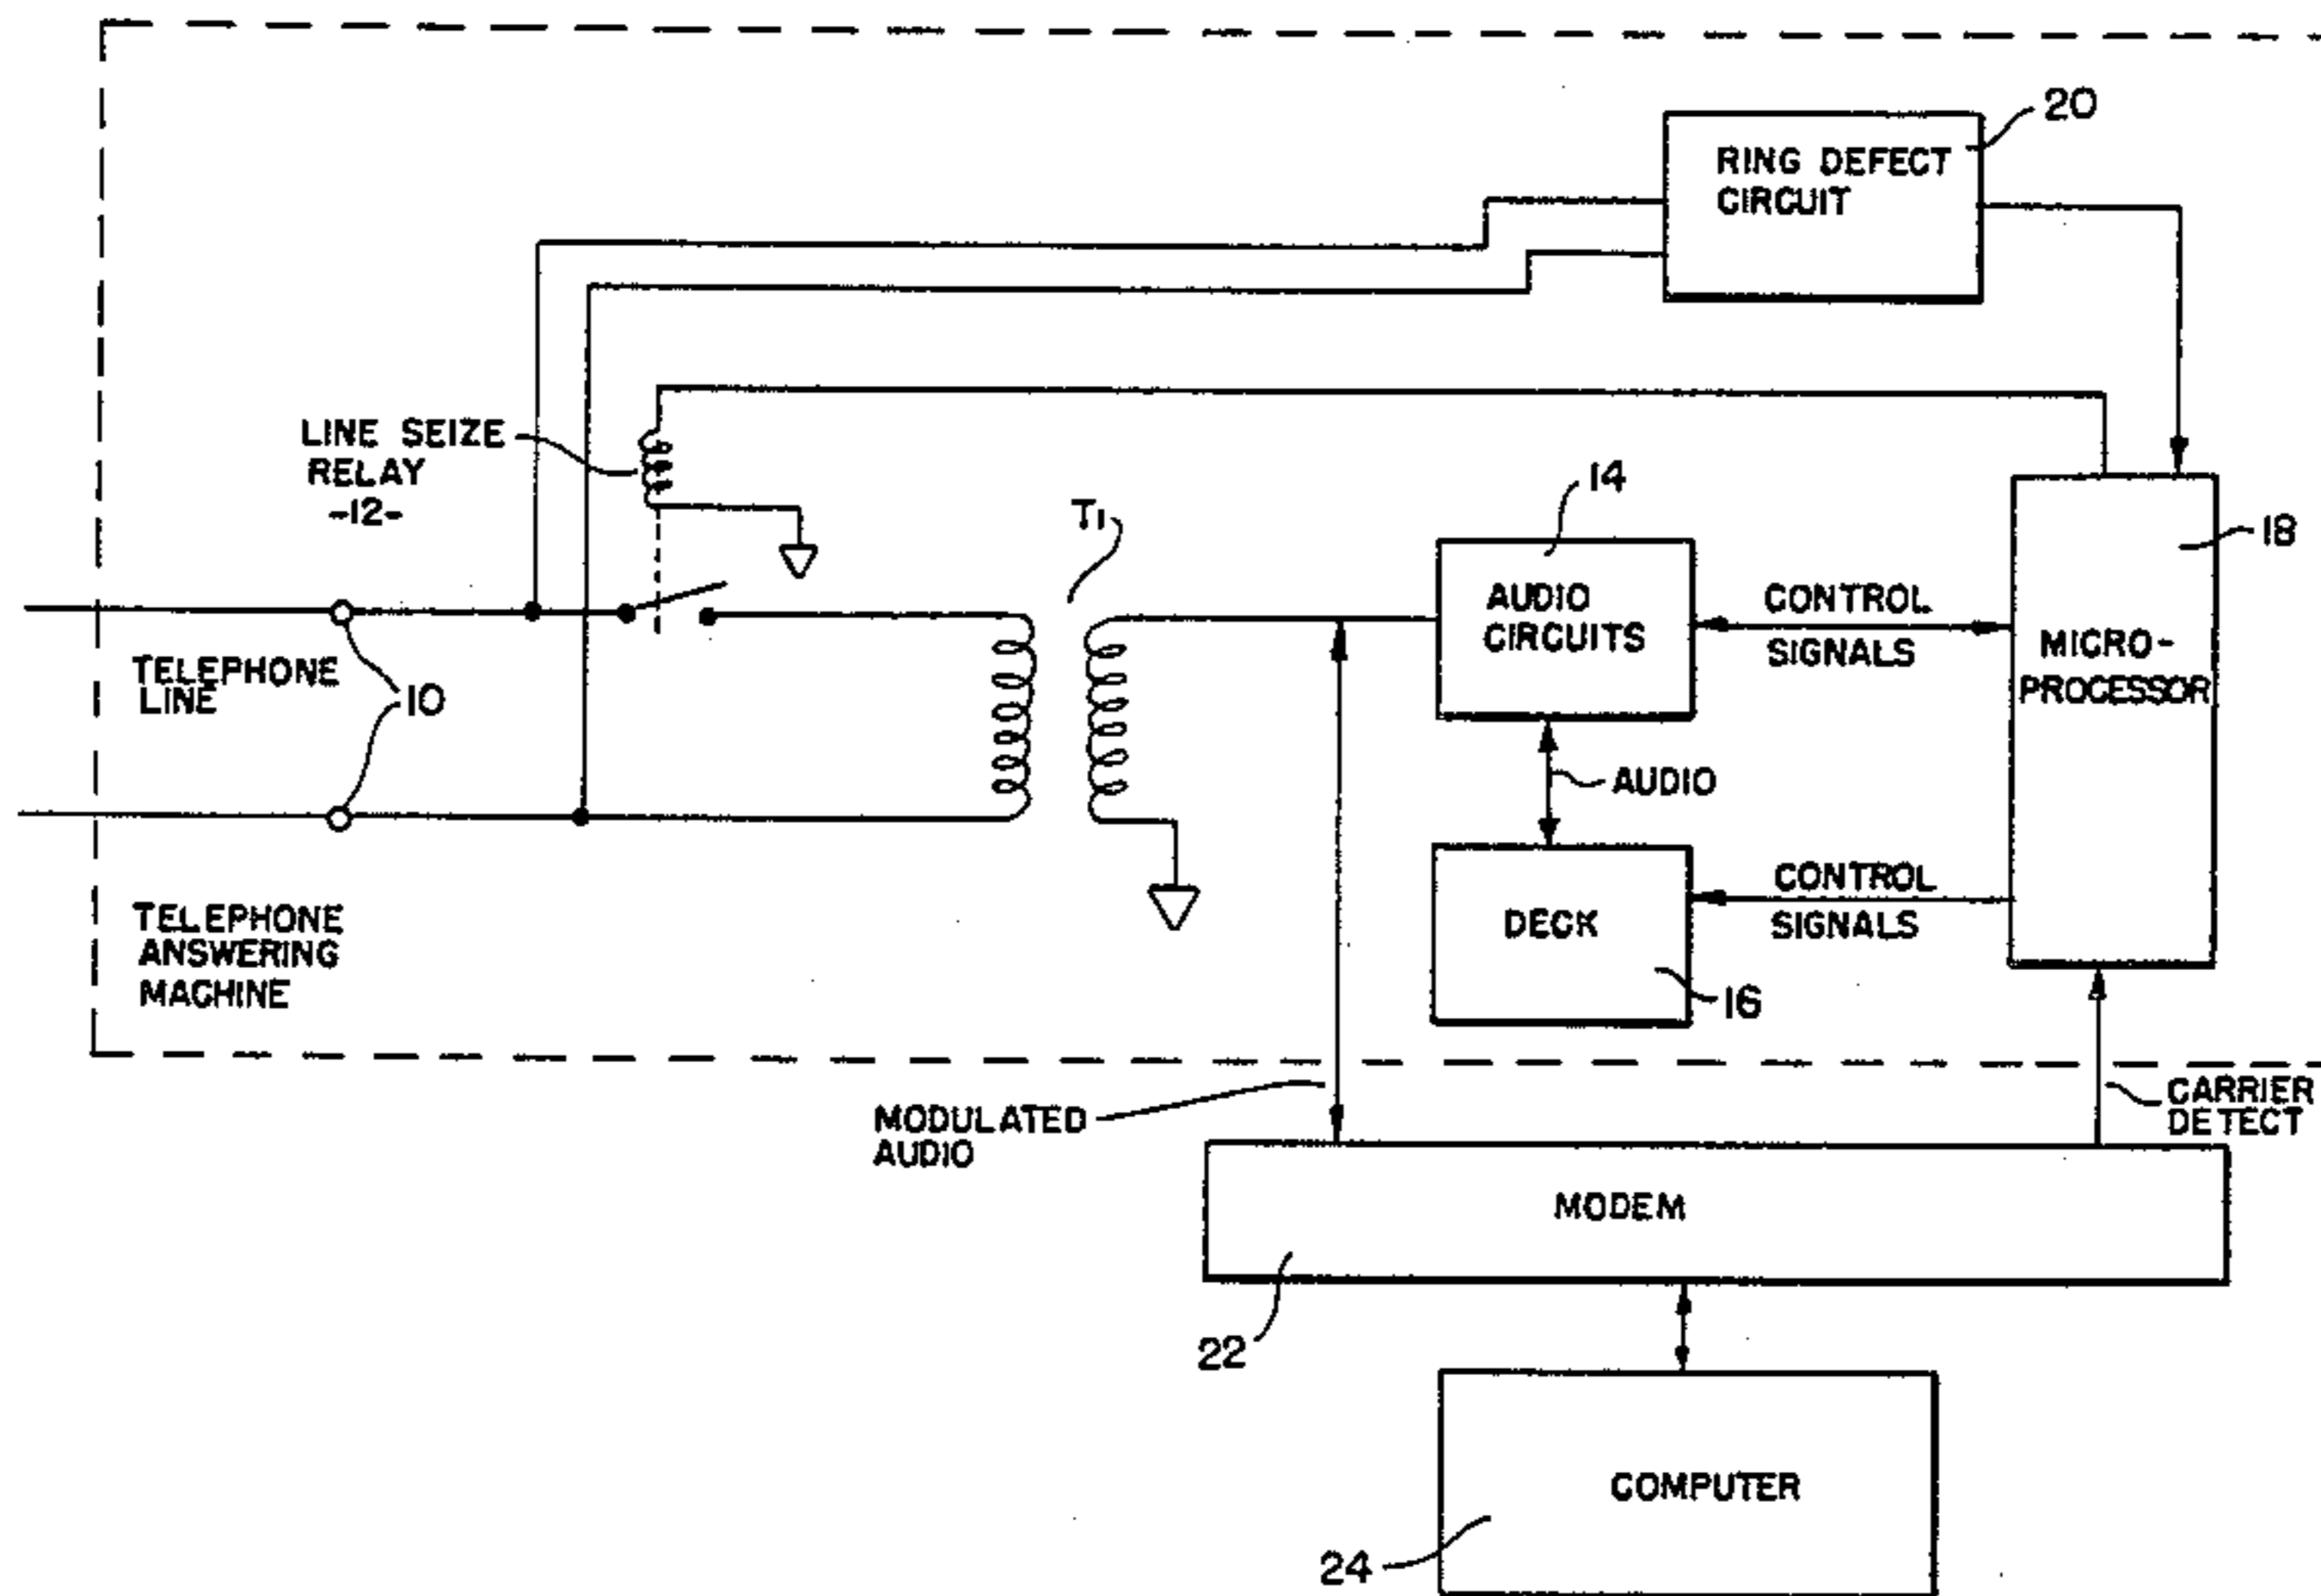 20
RING DEFECT
CIRCUIT
LINE SEIZE
RELAY
-12-
T1
14
18
AUDIO
CIRCUITS
CONTROL
SIGNALS
MICRO-
PROCESSOR
TELEPHONE
LINE
10
AUDIO
CONTROL
SIGNALS
DECK
16
TELEPHONE
ANSWERING
MACHINE
MODULATED
AUDIO
CARRIER
DETECT
MODEM
22
COMPUTER
24